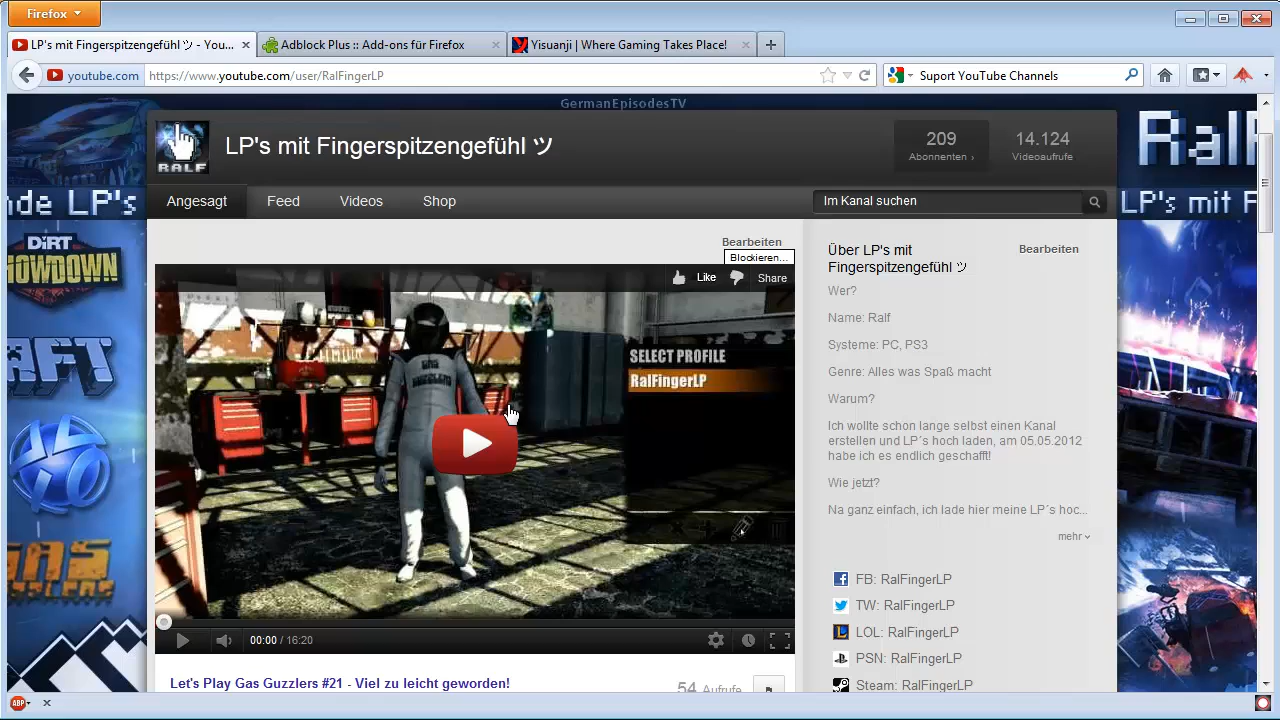 Firefox
LP's mit Fingerspitzengefühl ツ - You...
Adblock Plus :: Add-ons für Firefox
Yisuanji | Where Gaming Takes Place!
youtube.com
https://www.youtube.com/user/RalFingerLP
Suport YouTube Channels
GermanEpisodesTV
RALF
LP's mit Fingerspitzengefühl ツ
209
Abonnenten ›
14.124
Videoaufrufe
nde LP's
LP's mit F
Angesagt
Feed
Videos
Shop
Im Kanal suchen
DiRT
Bearbeiten
Blockieren...
Like
Share
SELECT PROFILE
RalFingerLP
00:00 / 16:20
Let's Play Gas Guzzlers #21 - Viel zu leicht geworden!
54 Aufrufe
Über LP's mit
Fingerspitzengefühl ツ
Bearbeiten
Wer?
Name: Ralf
Systeme: PC, PS3
Genre: Alles was Spaß macht
Warum?
Ich wollte schon lange selbst einen Kanal
erstellen und LP´s hoch laden, am 05.05.2012
habe ich es endlich geschafft!
Wie jetzt?
Na ganz einfach, ich lade hier meine LP´s hoc...
mehr
FB: RalFingerLP
TW: RalFingerLP
LOL: RalFingerLP
PSN: RalFingerLP
Steam: RalFingerLP
ABP